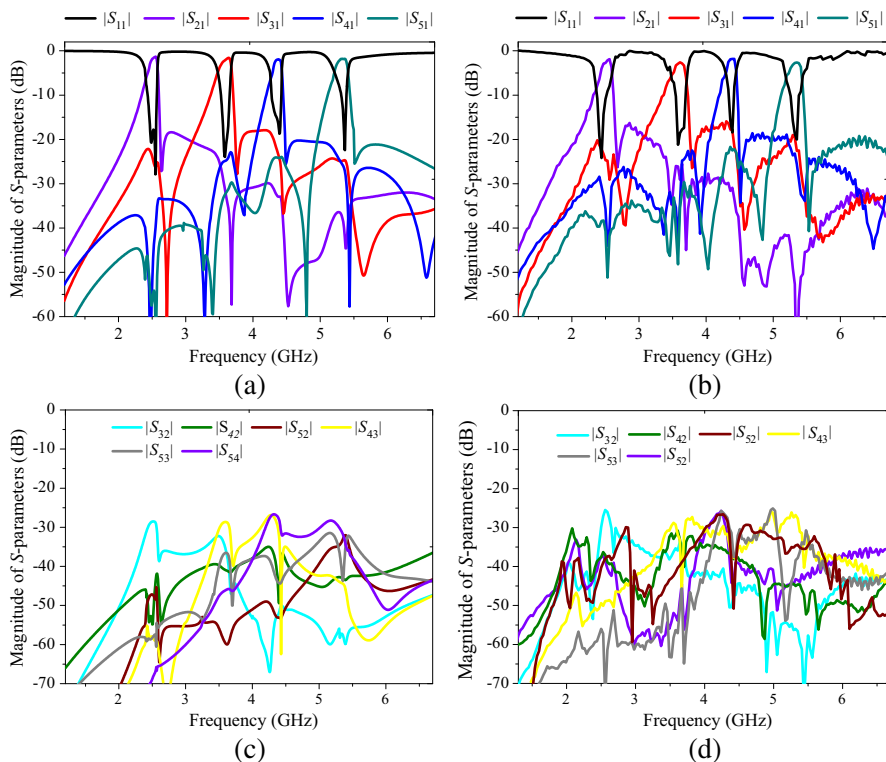 |S11| |S21| |S31| |S41| |S51|
0
-10
-20
-30
-40
-50
-60
2 3 4 5 6
Magnitude of S-parameters (dB)
Frequency (GHz)
(a)
|S11| |S21| |S31| |S41| |S51|
0
-10
-20
-30
-40
-50
-60
2 3 4 5 6
Magnitude of S-parameters (dB)
Frequency (GHz)
(b)
|S32| |S42| |S52| |S43|
|S53| |S54|
0
-10
-20
-30
-40
-50
-60
-70
2 3 4 5 6
Magnitude of S-parameters (dB)
Frequency (GHz)
(c)
|S32| |S42| |S52| |S43|
|S53| |S52|
0
-10
-20
-30
-40
-50
-60
-70
2 3 4 5 6
Magnitude of S-parameters (dB)
Frequency (GHz)
(d)